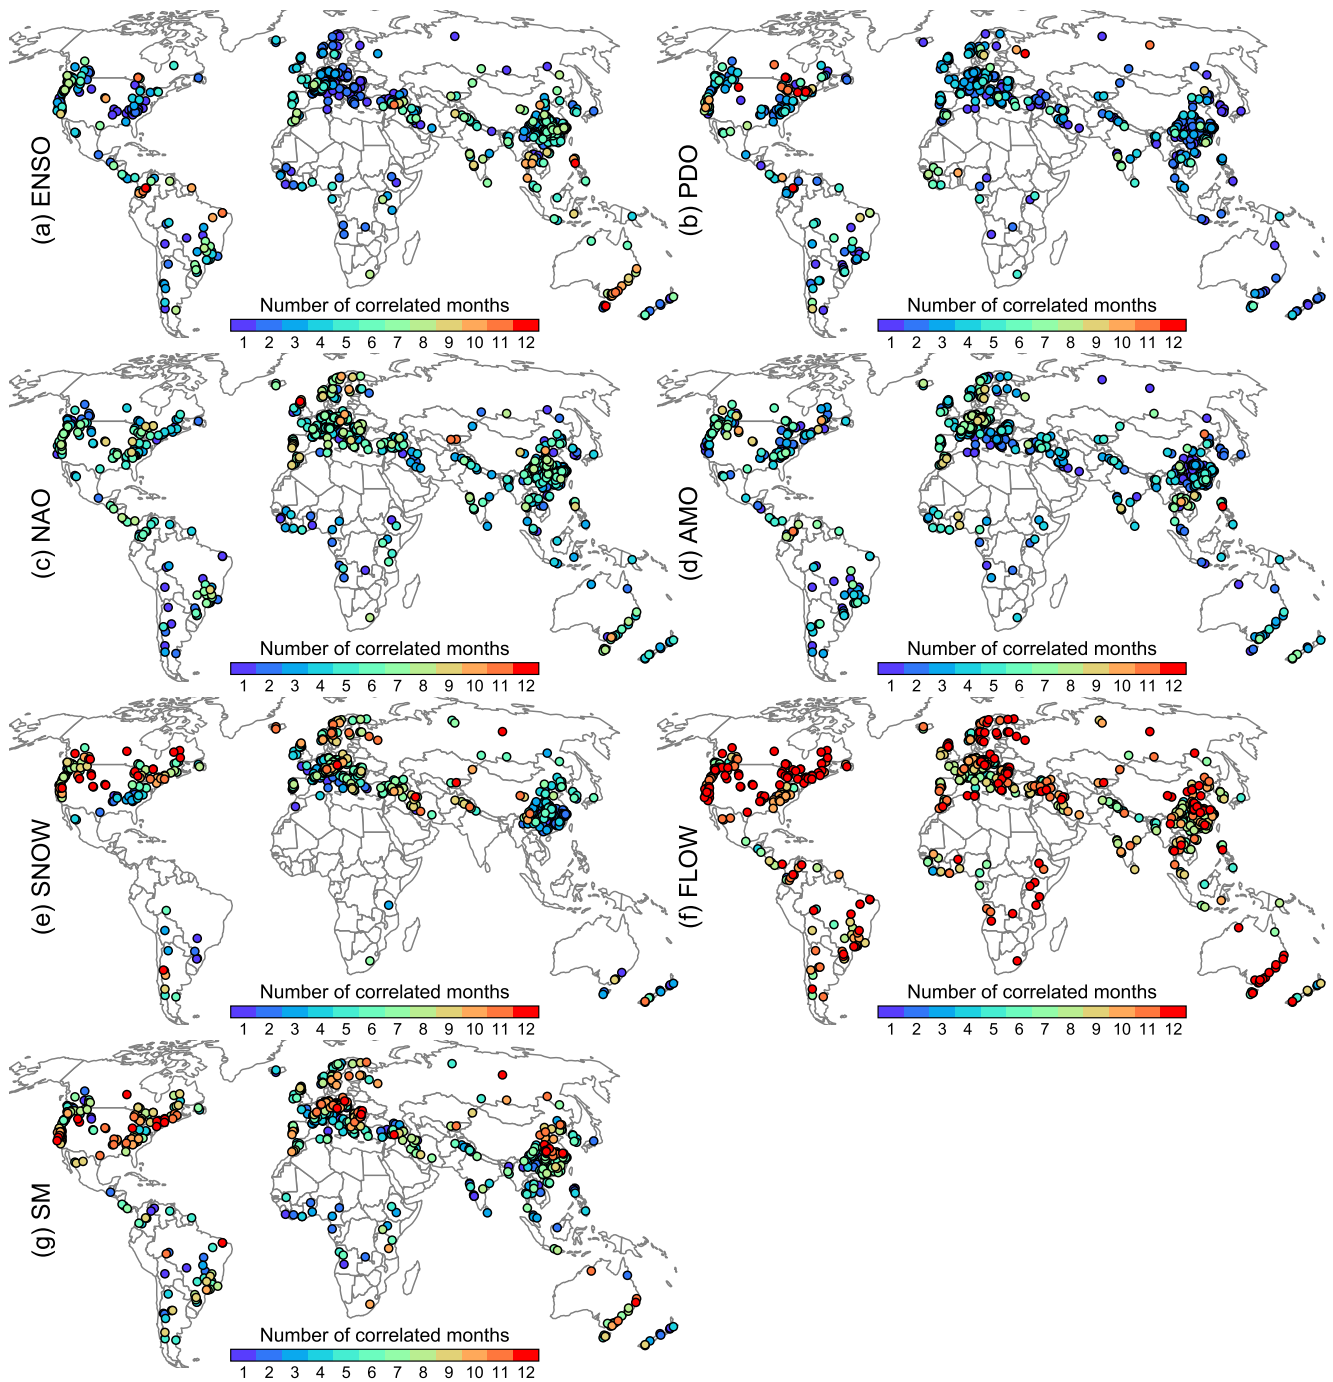 (a) ENSO
Number of correlated months
1 2 3 4 5 6 7 8 9 10 11 12
(b) PDO
Number of correlated months
1 2 3 4 5 6 7 8 9 10 11 12
(c) NAO
Number of correlated months
1 2 3 4 5 6 7 8 9 10 11 12
(d) AMO
Number of correlated months
1 2 3 4 5 6 7 8 9 10 11 12
(e) SNOW
Number of correlated months
1 2 3 4 5 6 7 8 9 10 11 12
(f) FLOW
Number of correlated months
1 2 3 4 5 6 7 8 9 10 11 12
(g) SM
Number of correlated months
1 2 3 4 5 6 7 8 9 10 11 12